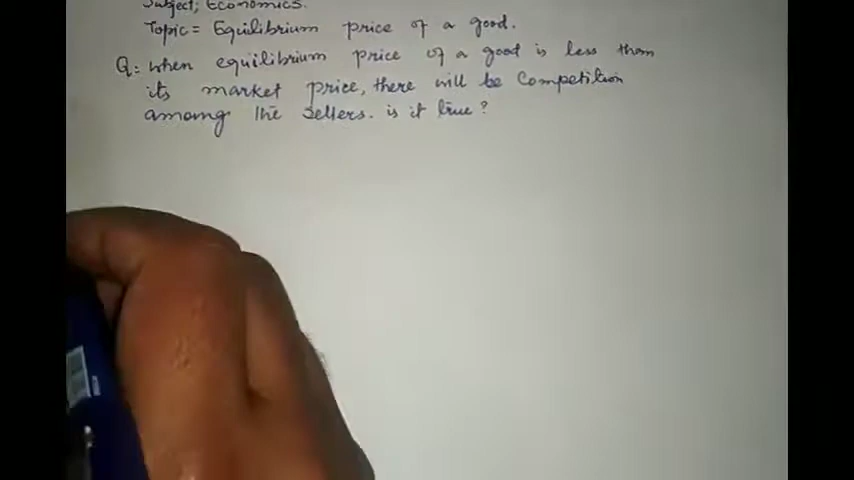 Subject; Economics.
Topic = Equilibrium price of a good.
Q: When equilibrium price of a good is less than
its market price, there will be Competition
among the sellers. is it true?